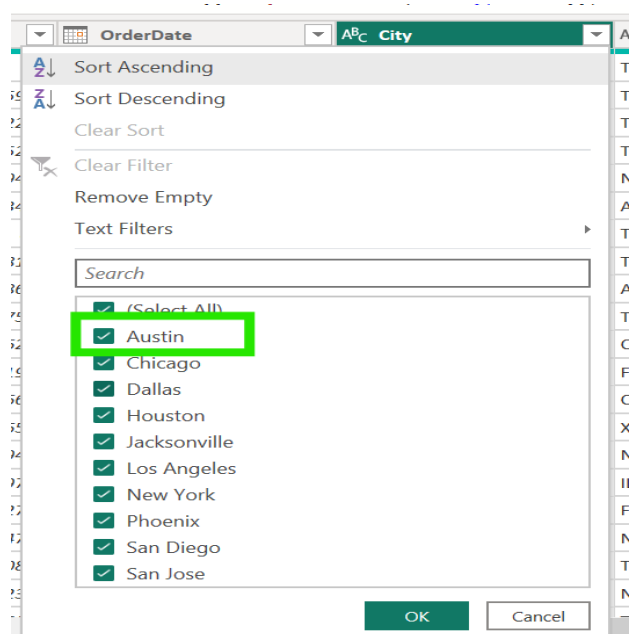 OrderDate ABC City
Sort Ascending
Sort Descending
Clear Sort
Clear Filter
Remove Empty
Text Filters
Search
(Select All)
Austin
Chicago
Dallas
Houston
Jacksonville
Los Angeles
New York
Phoenix
San Diego
San Jose
OK Cancel